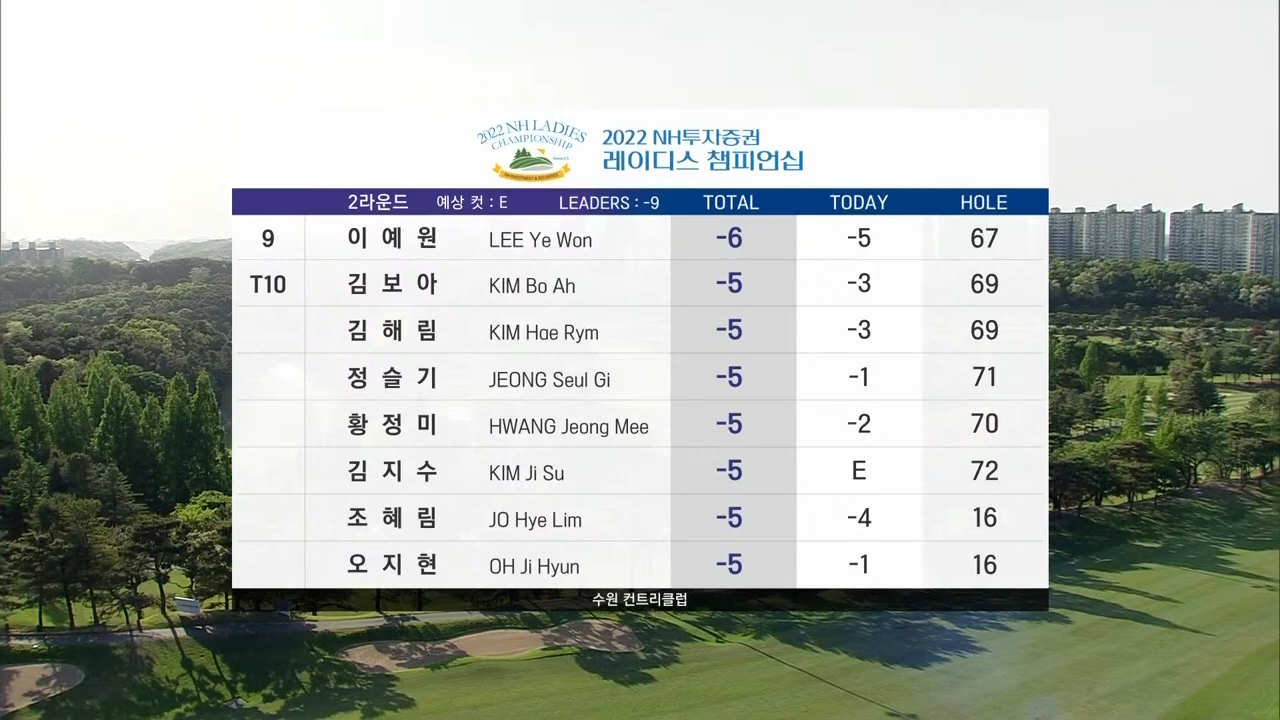 2022 NH LADIES
CHAMPIONSHIP
NH INVESTMENT & SECURITIES
2022 NH투자증권
레이디스 챔피언십
2라운드 예상 컷 : E LEADERS : -9 TOTAL TODAY HOLE
9 이 예 원 LEE Ye Won -6 -5 67
T10 김 보 아 KIM Bo Ah -5 -3 69
김 해 림 KIM Hae Rym -5 -3 69
정 슬 기 JEONG Seul Gi -5 -1 71
황 정 미 HWANG Jeong Mee -5 -2 70
김 지 수 KIM Ji Su -5 E 72
조 혜 림 JO Hye Lim -5 -4 16
오 지 현 OH Ji Hyun -5 -1 16
수원 컨트리클럽